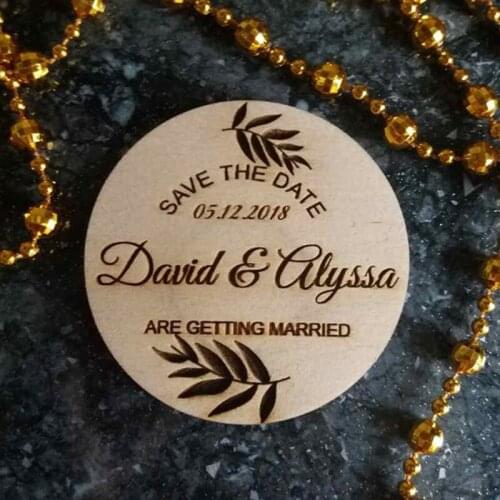 SAVE THE DATE
05.12.2018
David & Alyssa
ARE GETTING MARRIED